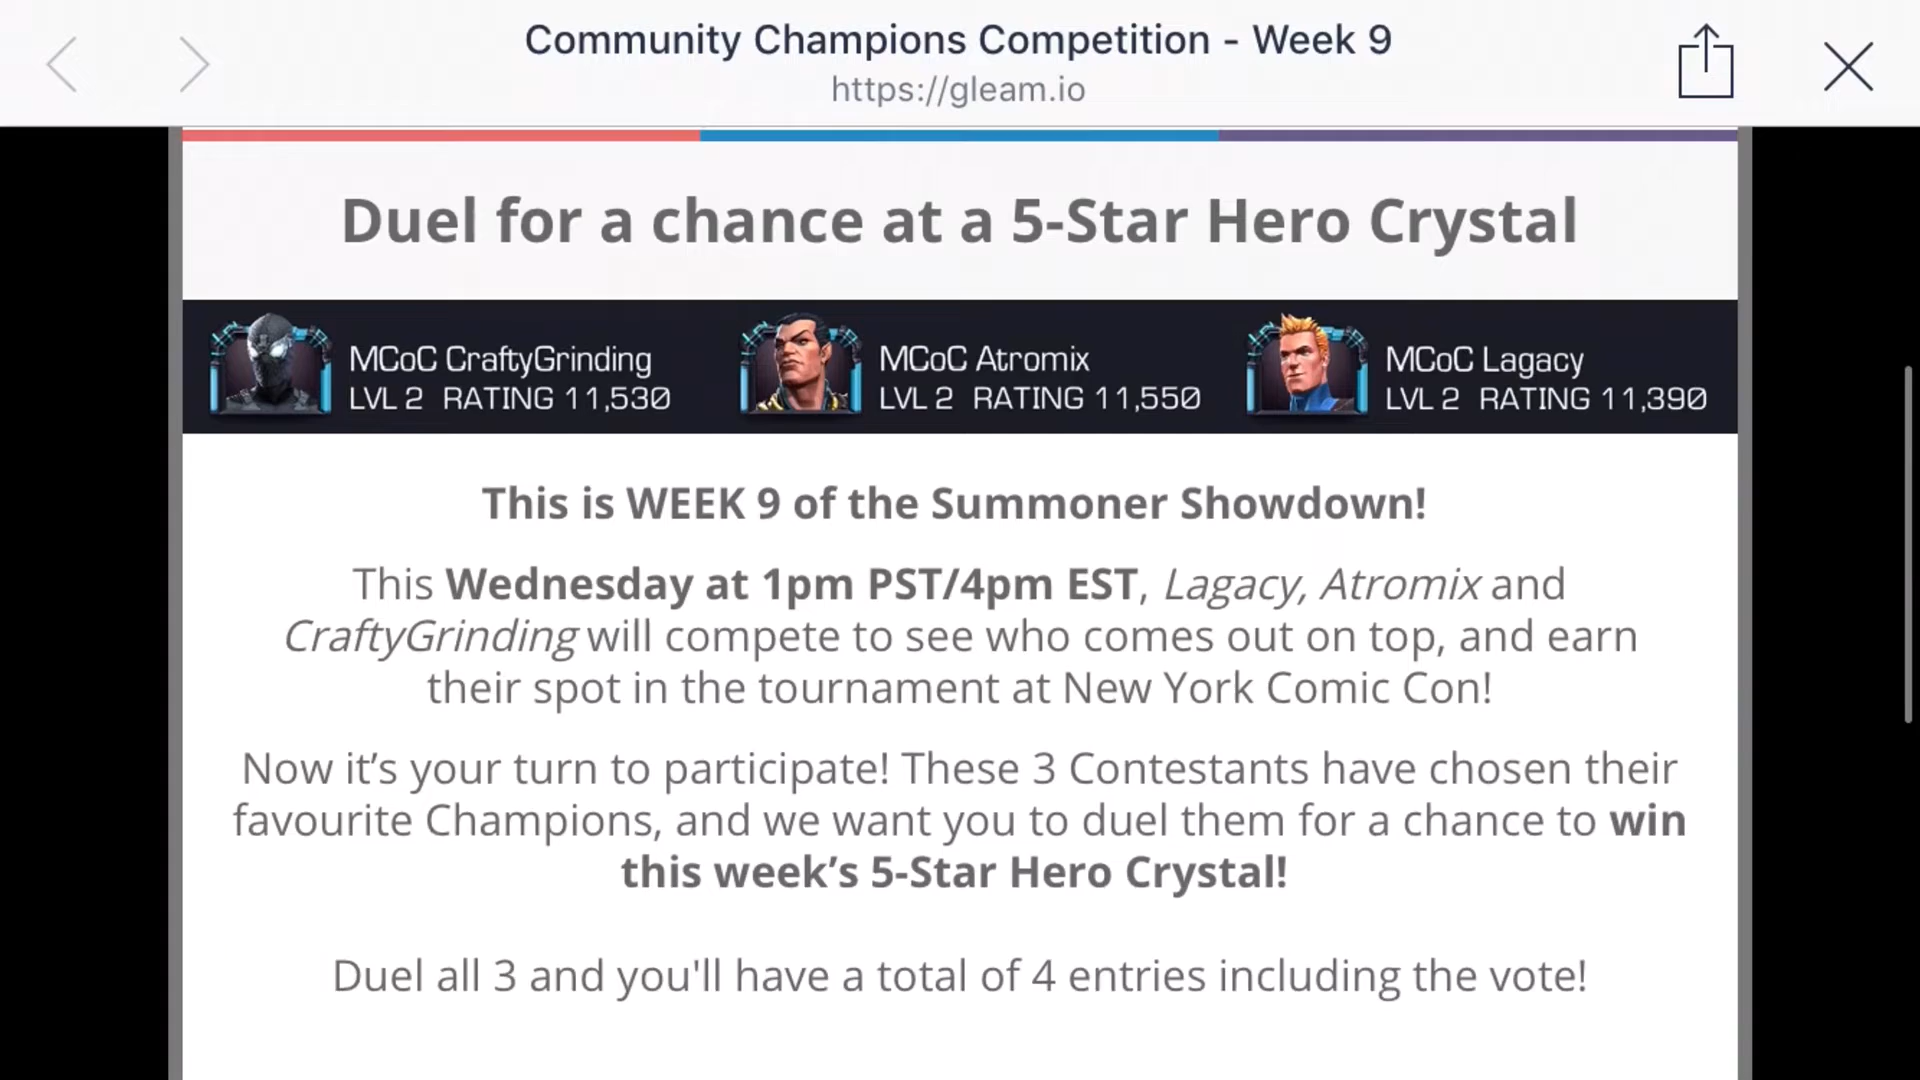 Community Champions Competition - Week 9
https://gleam.io
Duel for a chance at a 5-Star Hero Crystal
MCoC CraftyGrinding
LVL 2 RATING 11,530
MCoC Atromix
LVL 2 RATING 11,550
MCoC Lagacy
LVL 2 RATING 11,390
This is WEEK 9 of the Summoner Showdown!
This Wednesday at 1pm PST/4pm EST, Lagacy, Atromix and
CraftyGrinding will compete to see who comes out on top, and earn
their spot in the tournament at New York Comic Con!
Now it’s your turn to participate! These 3 Contestants have chosen their
favourite Champions, and we want you to duel them for a chance to win
this week’s 5-Star Hero Crystal!
Duel all 3 and you'll have a total of 4 entries including the vote!